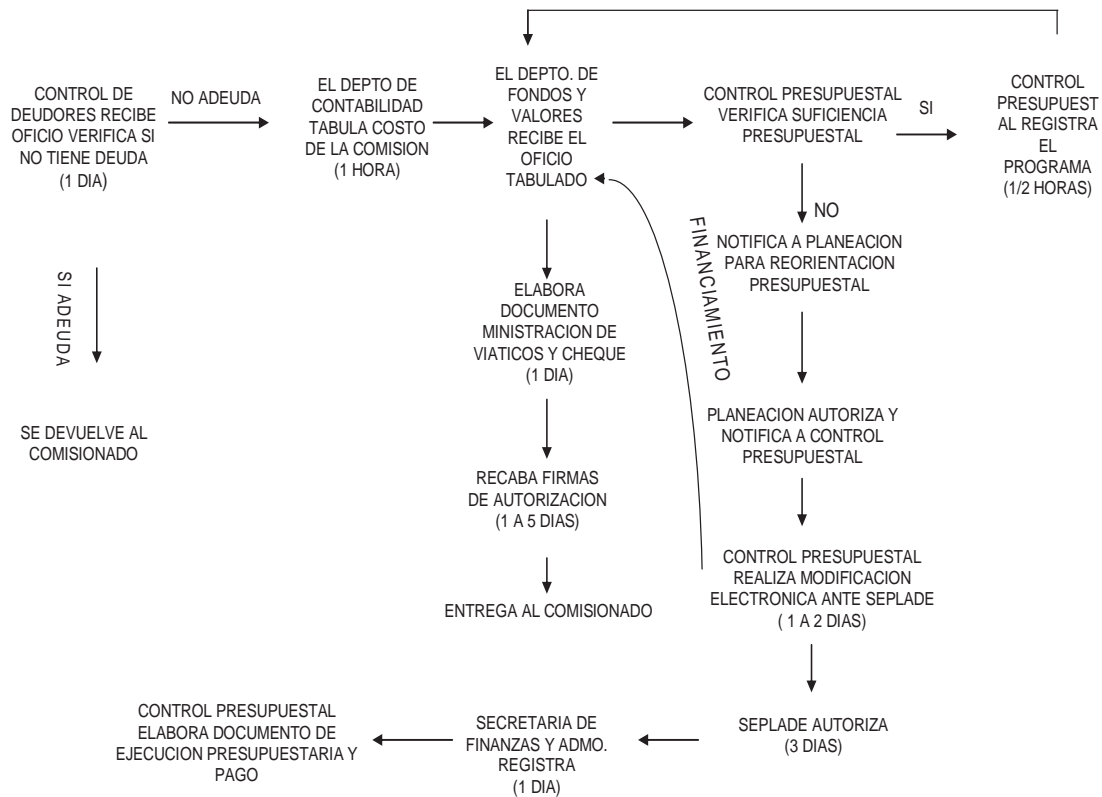 CONTROL DE
DEUDORES RECIBE
OFICIO VERIFICA SI
NO TIENE DEUDA
(1 DIA)
NO ADEUDA
EL DEPTO DE
CONTABILIDAD
TABULA COSTO
DE LA COMISION
(1 HORA)
EL DEPTO. DE
FONDOS Y
VALORES
RECIBE EL
OFICIO
TABULADO
CONTROL PRESUPUESTAL
VERIFICA SUFICIENCIA
PRESUPUESTAL
SI
CONTROL
PRESUPUEST
AL REGISTRA
EL
PROGRAMA
(1/2 HORAS)
SI ADEUDA
SE DEVUELVE AL
COMISIONADO
ELABORA
DOCUMENTO
MINISTRACION DE
VIATICOS Y CHEQUE
(1 DIA)
RECABA FIRMAS
DE AUTORIZACION
(1 A 5 DIAS)
ENTREGA AL COMISIONADO
FINANCIAMIENTO
NO
NOTIFICA A PLANEACION
PARA REORIENTACION
PRESUPUESTAL
PLANEACION AUTORIZA Y
NOTIFICA A CONTROL
PRESUPUESTAL
CONTROL PRESUPUESTAL
REALIZA MODIFICACION
ELECTRONICA ANTE SEPLADE
( 1 A 2 DIAS)
SEPLADE AUTORIZA
(3 DIAS)
SECRETARIA DE
FINANZAS Y ADMO.
REGISTRA
(1 DIA)
CONTROL PRESUPUESTAL
ELABORA DOCUMENTO DE
EJECUCION PRESUPUESTARIA Y
PAGO